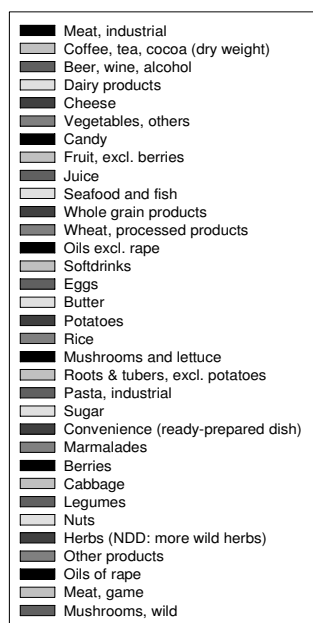 Meat, industrial
Coffee, tea, cocoa (dry weight)
Beer, wine, alcohol
Dairy products
Cheese
Vegetables, others
Candy
Fruit, excl. berries
Juice
Seafood and fish
Whole grain products
Wheat, processed products
Oils excl. rape
Softdrinks
Eggs
Butter
Potatoes
Rice
Mushrooms and lettuce
Roots & tubers, excl. potatoes
Pasta, industrial
Sugar
Convenience (ready-prepared dish)
Marmalades
Berries
Cabbage
Legumes
Nuts
Herbs (NDD: more wild herbs)
Other products
Oils of rape
Meat, game
Mushrooms, wild